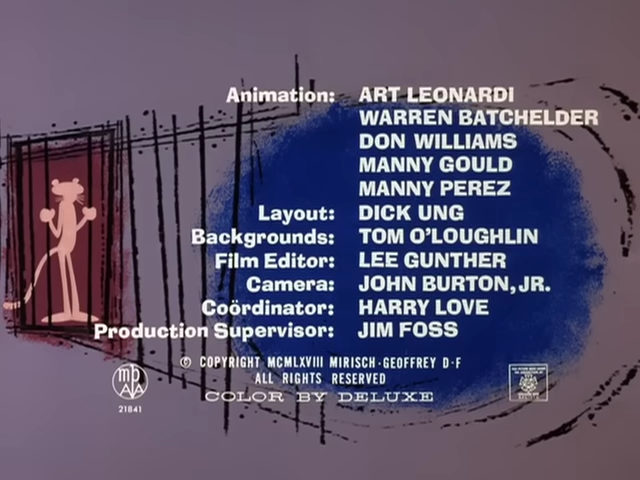 Animation: ART LEONARDI
WARREN BATCHELDER
DON WILLIAMS
MANNY GOULD
MANNY PEREZ
Layout: DICK UNG
Backgrounds: TOM O'LOUGHLIN
Film Editor: LEE GUNTHER
Camera: JOHN BURTON, JR.
Coördinator: HARRY LOVE
Production Supervisor: JIM FOSS
© COPYRIGHT MCMLXVIII MIRISCH-GEOFFREY D-F
ALL RIGHTS RESERVED
COLOR BY DELUXE
21841